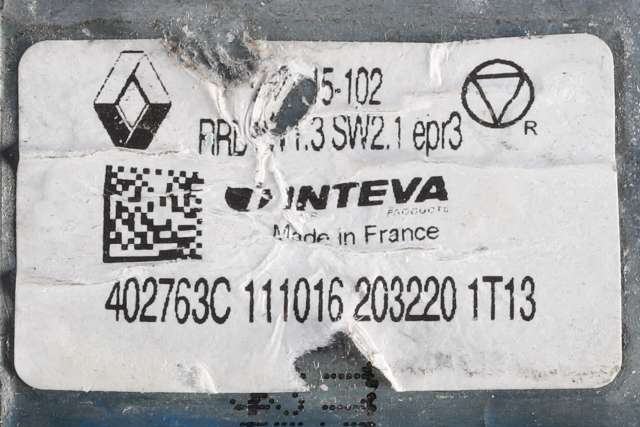 15-102
R
SW2.1 epr3
INTEVA
PRODUCTS
Made in France
402763C 111016 203220 1T13